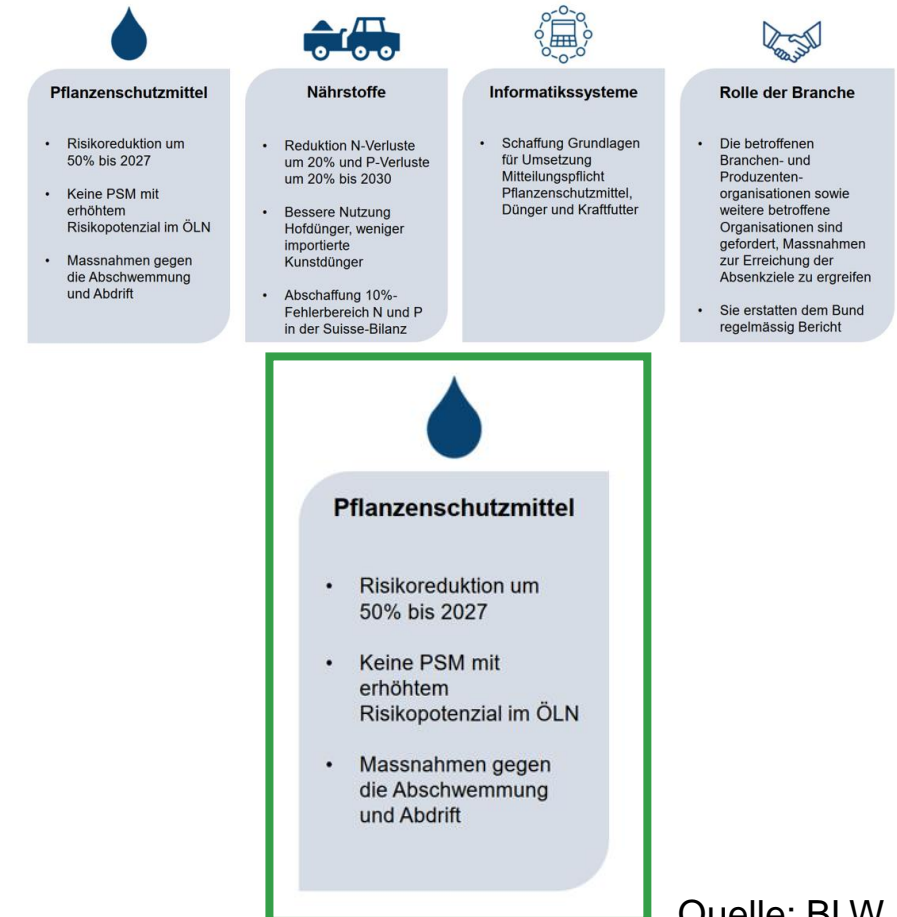 Pflanzenschutzmittel
• Risikoreduktion um
50% bis 2027
• Keine PSM mit
erhöhtem
Risikopotenzial im ÖLN
• Massnahmen gegen
die Abschwemmung
und Abdrift
Nährstoffe
• Reduktion N-Verluste
um 20% und P-Verluste
um 20% bis 2030
• Bessere Nutzung
Hofdünger, weniger
importierte
Kunstdünger
• Abschaffung 10%-
Fehlerbereich N und P
in der Suisse-Bilanz
Informatikssysteme
• Schaffung Grundlagen
für Umsetzung
Mitteilungspflicht
Pflanzenschutzmittel,
Dünger und Kraftfutter
Rolle der Branche
• Die betroffenen
Branchen- und
Produzenten-
organisationen sowie
weitere betroffene
Organisationen sind
gefordert, Massnahmen
zur Erreichung der
Absenkziele zu ergreifen
• Sie erstatten dem Bund
regelmässig Bericht
Pflanzenschutzmittel
• Risikoreduktion um
50% bis 2027
• Keine PSM mit
erhöhtem
Risikopotenzial im ÖLN
• Massnahmen gegen
die Abschwemmung
und Abdrift
Quelle: BLW